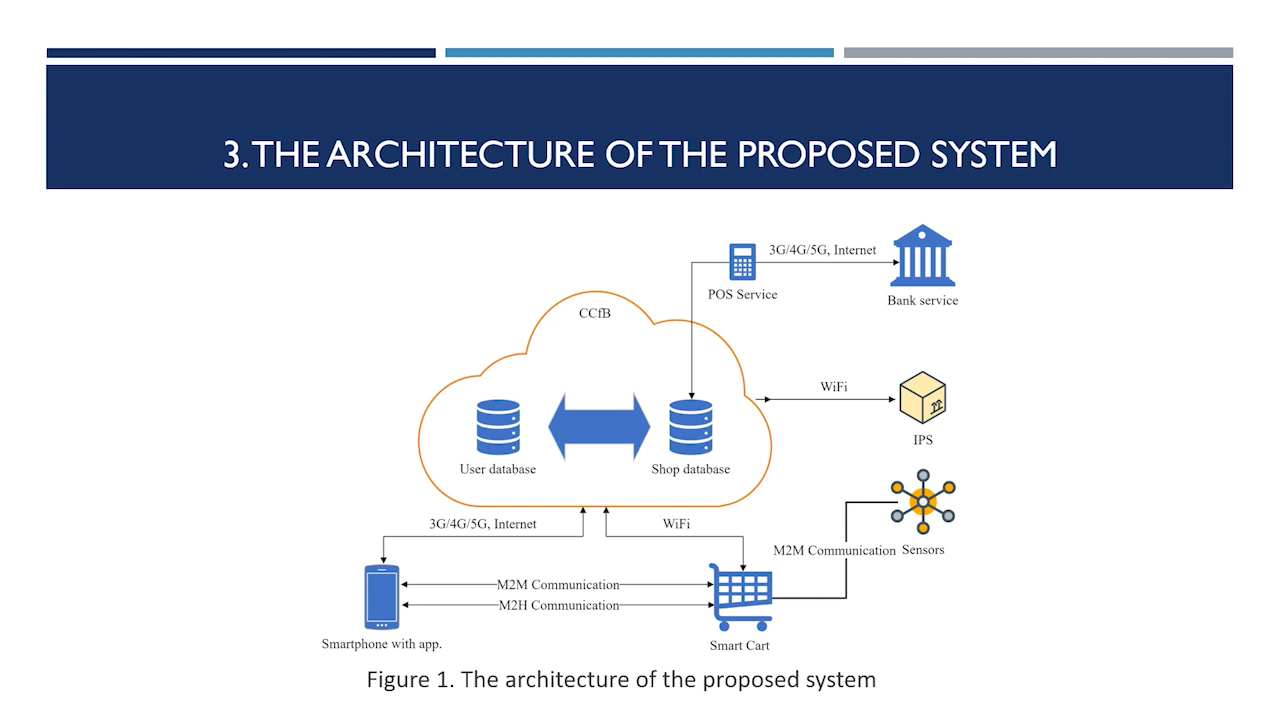 3. THE ARCHITECTURE OF THE PROPOSED SYSTEM
3G/4G/5G, Internet
POS Service
Bank service
CCfB
WiFi
IPS
User database
Shop database
3G/4G/5G, Internet
WiFi
M2M Communication
Sensors
M2M Communication
M2H Communication
Smartphone with app.
Smart Cart
Figure 1. The architecture of the proposed system